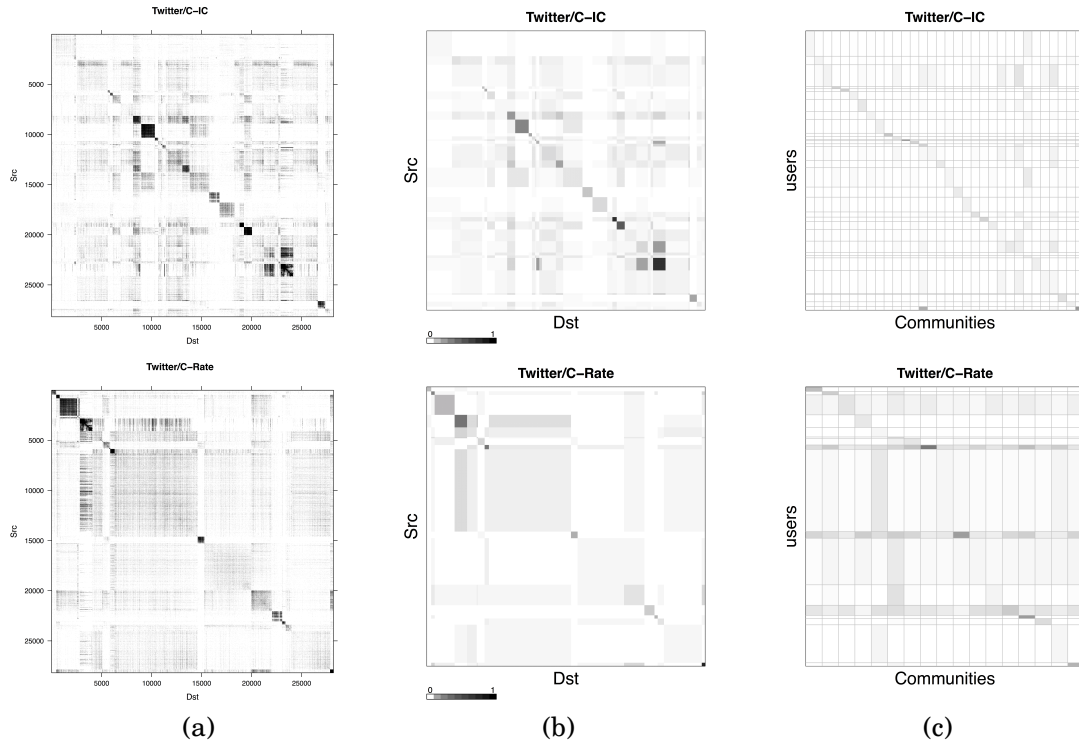 Twitter/C−IC
Src
5000
10000
15000
20000
25000
5000 10000 15000 20000 25000
Dst
Twitter/C−IC
Src
Dst
0 1
Twitter/C−IC
users
Communities
Twitter/C−Rate
Src
5000
10000
15000
20000
25000
5000 10000 15000 20000 25000
Dst
Twitter/C−Rate
Src
Dst
0 1
Twitter/C−Rate
users
Communities
(a) (b) (c)